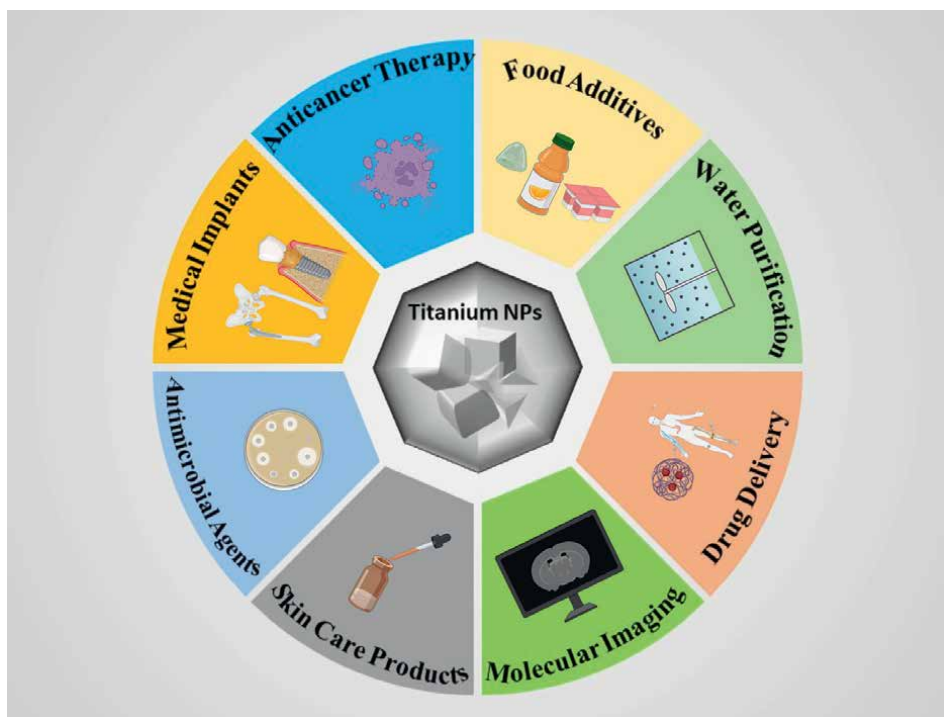 Anticancer Therapy
Food Additives
Water Purification
Drug Delivery
Molecular Imaging
Skin Care Products
Antimicrobial Agents
Medical Implants
Titanium NPs